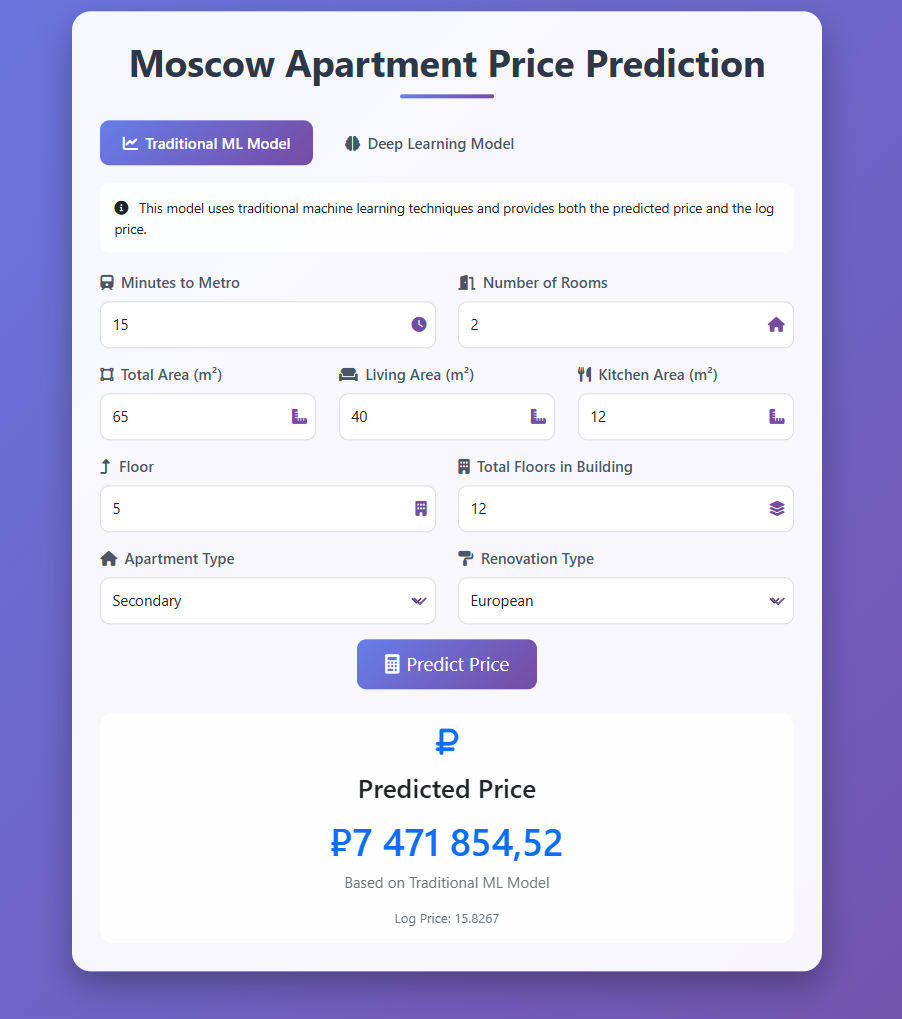 Moscow Apartment Price Prediction
Traditional ML Model
Deep Learning Model
This model uses traditional machine learning techniques and provides both the predicted price and the log
price.
Minutes to Metro
Number of Rooms
15
2
Total Area (m²)
Living Area (m²)
Kitchen Area (m²)
65
40
12
Floor
Total Floors in Building
5
12
Apartment Type
Renovation Type
Secondary
European
Predict Price
₽
Predicted Price
₽7 471 854,52
Based on Traditional ML Model
Log Price: 15.8267